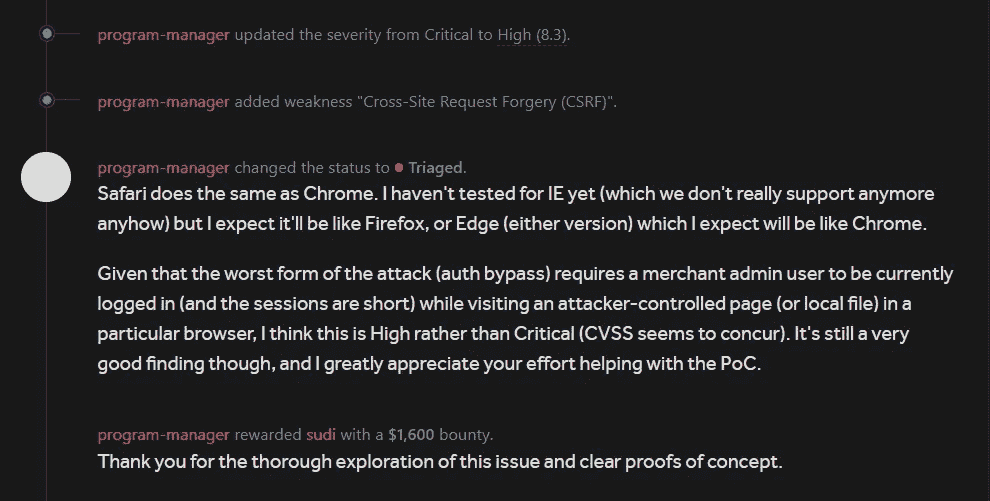 program-manager updated the severity from Critical to High (8.3).
program-manager added weakness "Cross-Site Request Forgery (CSRF)".
program-manager changed the status to Triaged.
Safari does the same as Chrome. I haven't tested for IE yet (which we don't really support anymore
anyhow) but I expect it'll be like Firefox, or Edge (either version) which I expect will be like Chrome.
Given that the worst form of the attack (auth bypass) requires a merchant admin user to be currently
logged in (and the sessions are short) while visiting an attacker-controlled page (or local file) in a
particular browser, I think this is High rather than Critical (CVSS seems to concur). It's still a very
good finding though, and I greatly appreciate your effort helping with the PoC.
program-manager rewarded sudi with a $1,600 bounty.
Thank you for the thorough exploration of this issue and clear proofs of concept.